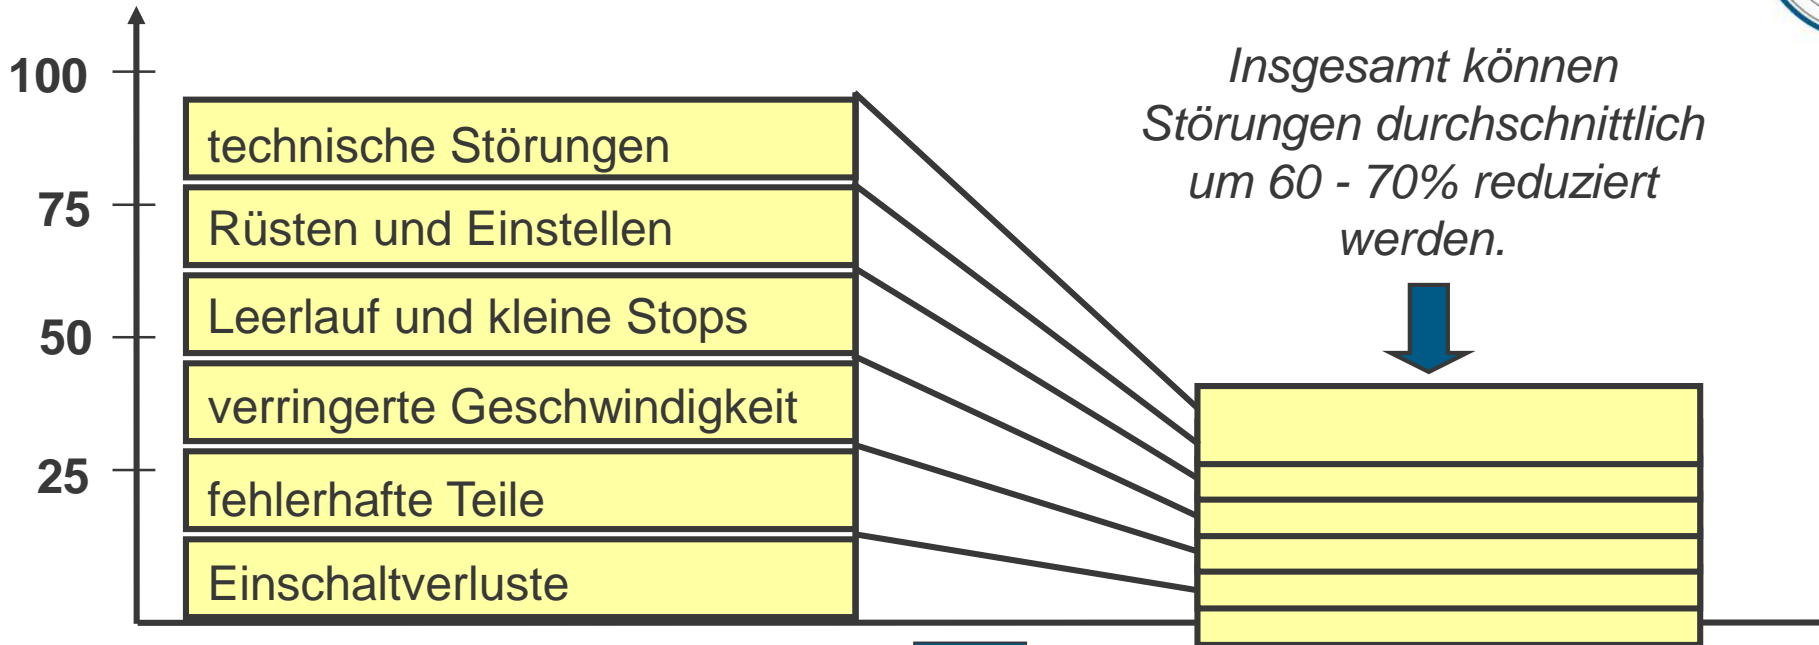 100
75
50
25
technische Störungen
Rüsten und Einstellen
Leerlauf und kleine Stops
verringerte Geschwindigkeit
fehlerhafte Teile
Einschaltverluste
Insgesamt können
Störungen durchschnittlich
um 60 - 70% reduziert
werden.